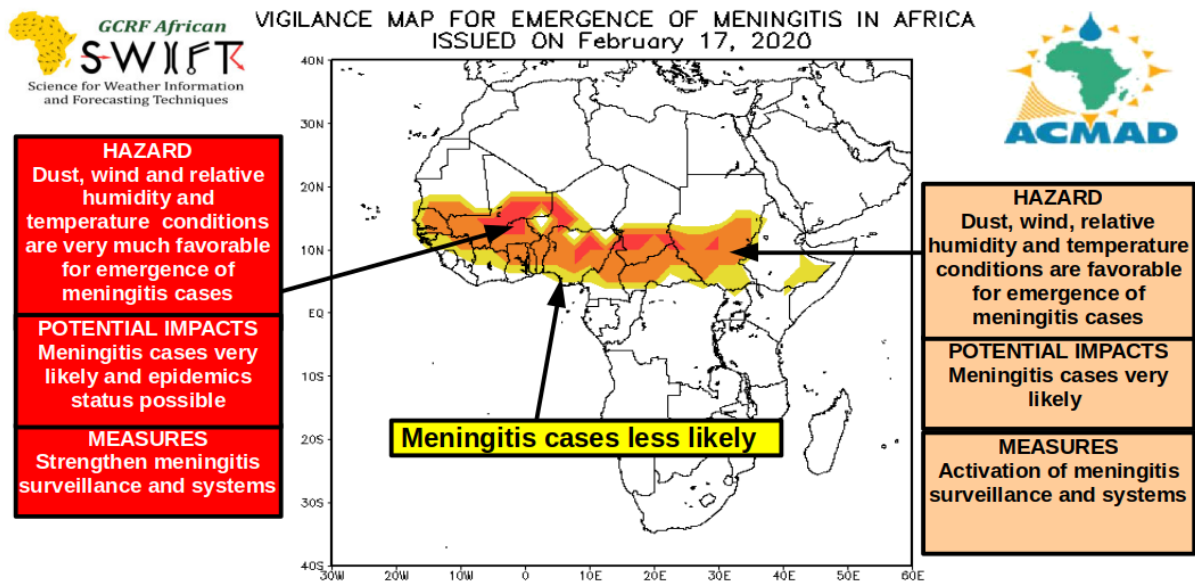 GCRF African
SWIFT
Science for Weather Information
and Forecasting Techniques
VIGILANCE MAP FOR EMERGENCE OF MENINGITIS IN AFRICA
ISSUED ON February 17, 2020
ACMAD
HAZARD
Dust, wind and relative
humidity and
temperature conditions
are very much favorable
for emergence of
meningitis cases
POTENTIAL IMPACTS
Meningitis cases very
likely and epidemics
status possible
MEASURES
Strengthen meningitis
surveillance and systems
40N
30N
20N
10N
EQ
10S
20S
30S
40S
30W
20W
10W
0
10E
20E
30E
40E
50E
60E
Meningitis cases less likely
HAZARD
Dust, wind, relative
humidity and temperature
conditions are favorable
for emergence of
meningitis cases
POTENTIAL IMPACTS
Meningitis cases very
likely
MEASURES
Activation of meningitis
surveillance and systems